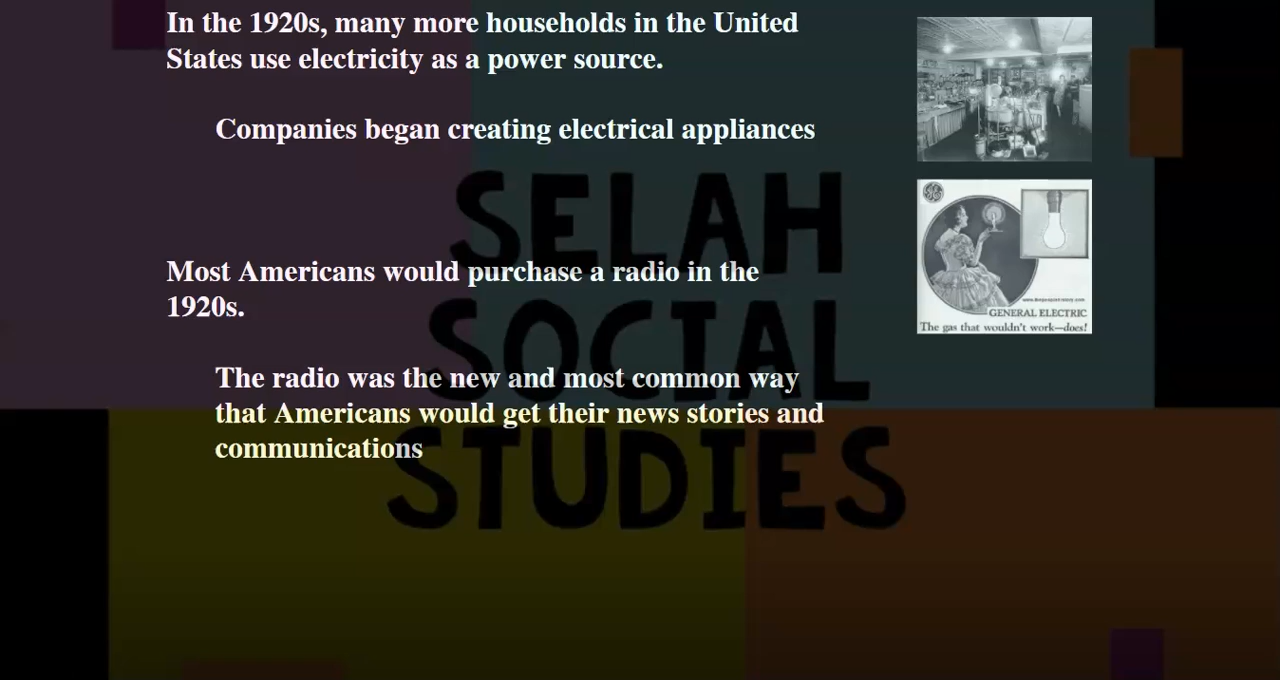 In the 1920s, many more households in the United
States use electricity as a power source.
Companies began creating electrical appliances
Most Americans would purchase a radio in the
1920s.
The radio was the new and most common way
that Americans would get their news stories and
communications
SELAH
SOCIAL
STUDIES
GE
GENERAL ELECTRIC
The gas that wouldn't work—does!